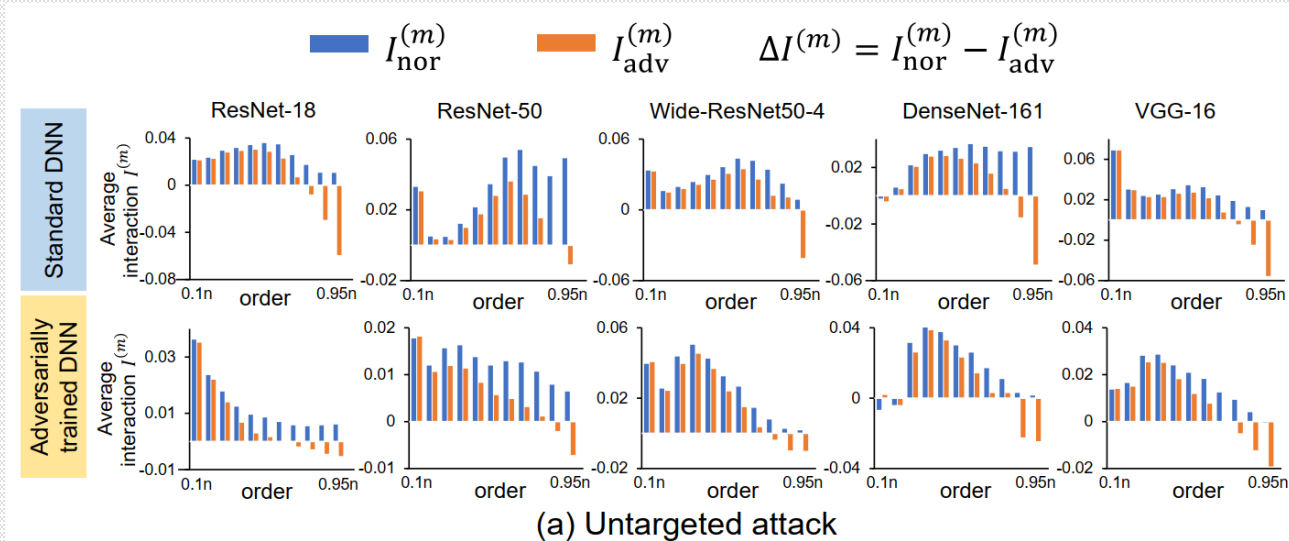 I_nor^(m) I_adv^(m) ΔI^(m) = I_nor^(m) − I_adv^(m)
ResNet-18 ResNet-50 Wide-ResNet50-4 DenseNet-161 VGG-16
Standard DNN
Average interaction I^(m)
0.04
0
-0.04
-0.08
0.1n order 0.95n
0.06
0.02
-0.02
0.1n order 0.95n
0.06
0
-0.06
0.1n order 0.95n
0.02
-0.02
-0.06
0.1n order 0.95n
0.06
0.02
-0.02
-0.06
0.1n order 0.95n
Adversarially trained DNN
Average interaction I^(m)
0.03
0.01
-0.01
0.1n order 0.95n
0.02
0.01
0
-0.01
0.1n order 0.95n
0.06
0.02
-0.02
0.1n order 0.95n
0.04
0
-0.04
0.1n order 0.95n
0.04
0.02
0
-0.02
0.1n order 0.95n
(a) Untargeted attack